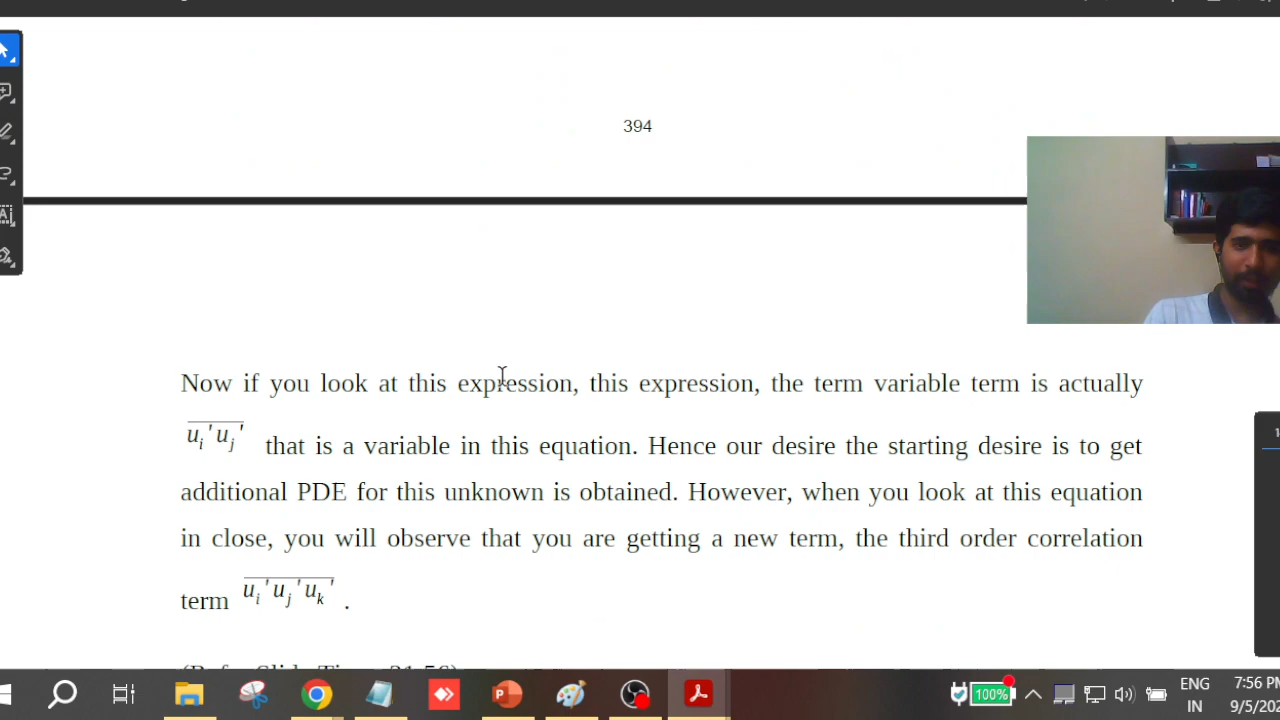 394
Now if you look at this expression, this expression, the term variable term is actually
u_i'u_j' that is a variable in this equation. Hence our desire the starting desire is to get
additional PDE for this unknown is obtained. However, when you look at this equation
in close, you will observe that you are getting a new term, the third order correlation
term u_i'u_j'u_k' .
100%
ENG
IN
7:56 PM